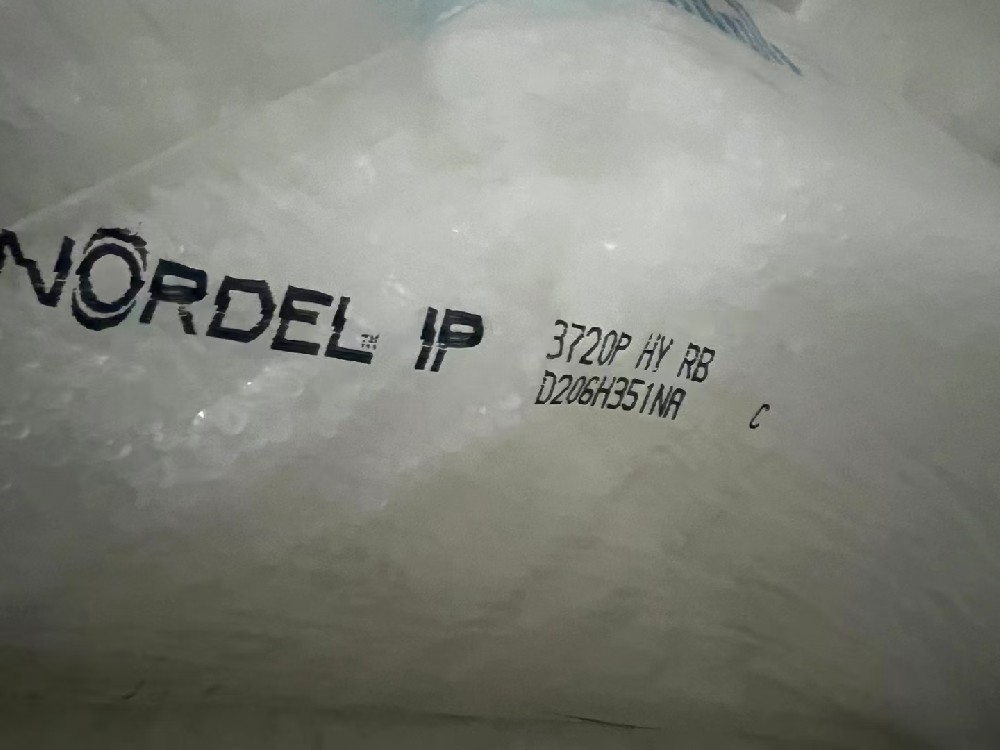 NORDEL™ IP
3720P HY RB
D206H351NA C